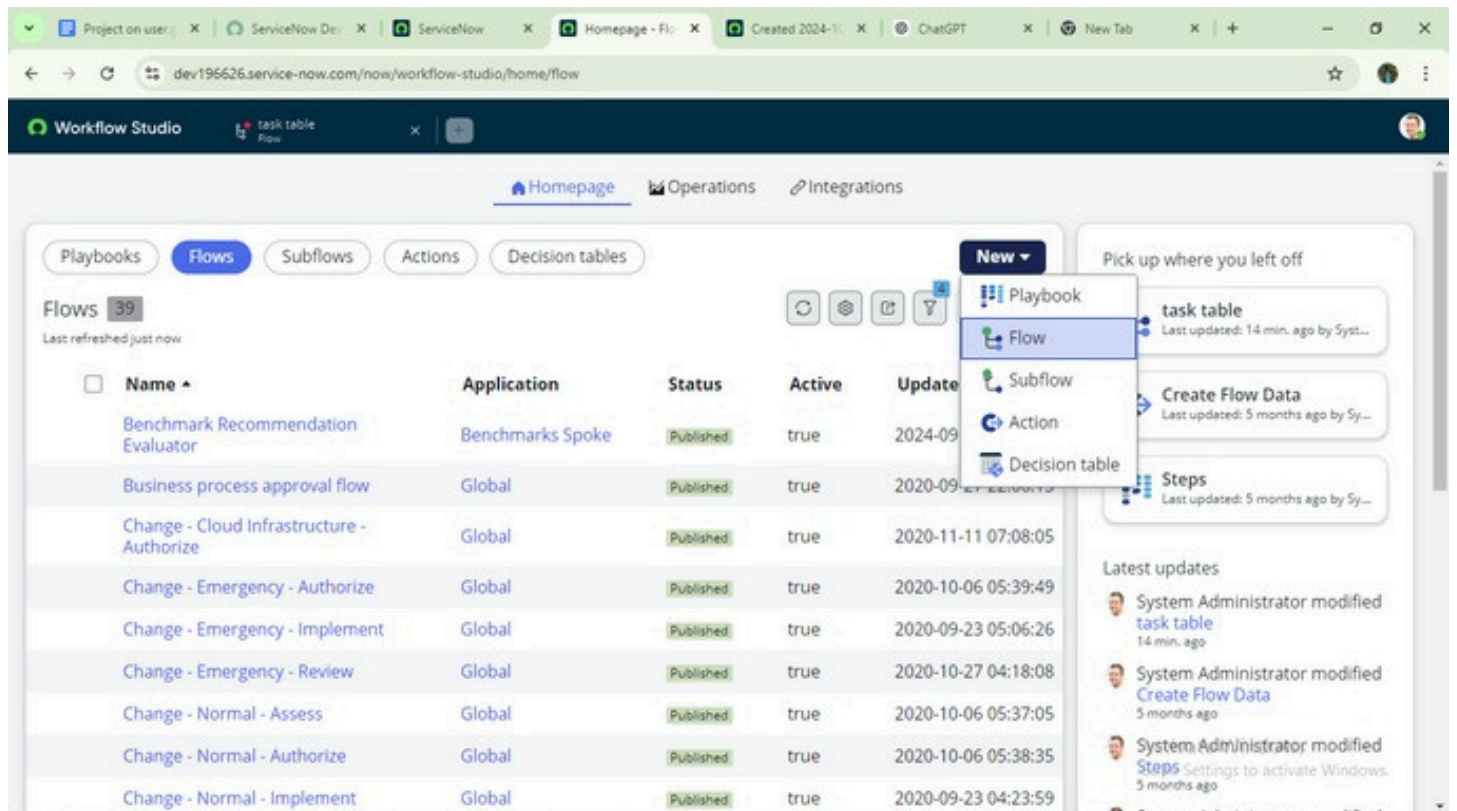 Project on user
ServiceNow Dev
ServiceNow
Homepage - Flo
Created 2024-1
ChatGPT
New Tab
dev196626.service-now.com/now/workflow-studio/home/flow
Workflow Studio
task table
Flow
Homepage
Operations
Integrations
Playbooks
Flows
Subflows
Actions
Decision tables
New
Playbook
Flow
Subflow
Action
Decision table
4
Flows 39
Last refreshed just now
Name Application Status Active Update
Benchmark Recommendation
Evaluator
Benchmarks Spoke Published true 2024-09
Business process approval flow Global Published true 2020-09-
Change - Cloud Infrastructure -
Authorize
Global Published true 2020-11-11 07:08:05
Change - Emergency - Authorize Global Published true 2020-10-06 05:39:49
Change - Emergency - Implement Global Published true 2020-09-23 05:06:26
Change - Emergency - Review Global Published true 2020-10-27 04:18:08
Change - Normal - Assess Global Published true 2020-10-06 05:37:05
Change - Normal - Authorize Global Published true 2020-10-06 05:38:35
Change - Normal - Implement Global Published true 2020-09-23 04:23:59
Pick up where you left off
task table
Last updated: 14 min. ago by Syst...
Create Flow Data
Last updated: 5 months ago by Sy...
Steps
Last updated: 5 months ago by Sy...
Latest updates
System Administrator modified
task table
14 min. ago
System Administrator modified
Create Flow Data
5 months ago
System Administrator modified
Steps
Settings to activate Windows.
5 months ago